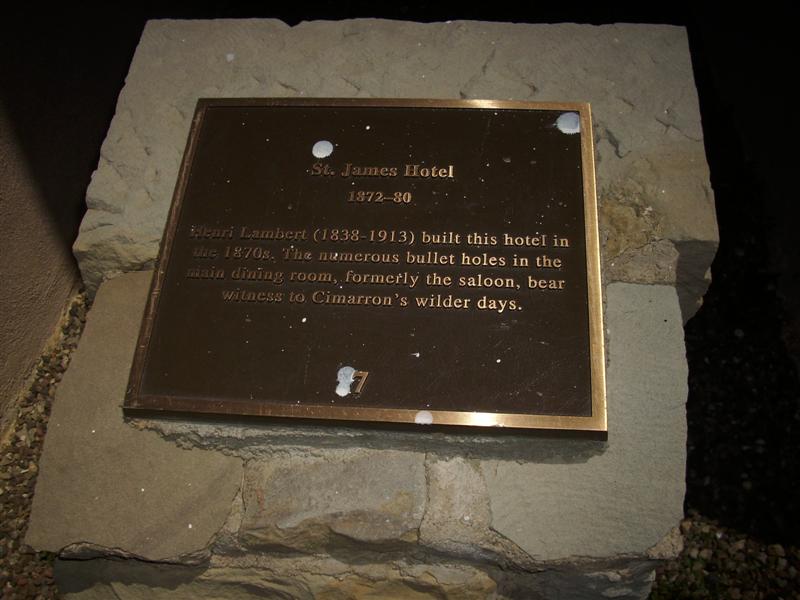 St. James Hotel
1872–80
Henri Lambert (1838-1913) built this hotel in
the 1870s. The numerous bullet holes in the
main dining room, formerly the saloon, bear
witness to Cimarron's wilder days.
7